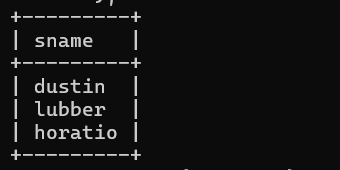 +---------+
| sname   |
+---------+
| dustin  |
| lubber  |
| horatio |
+---------+